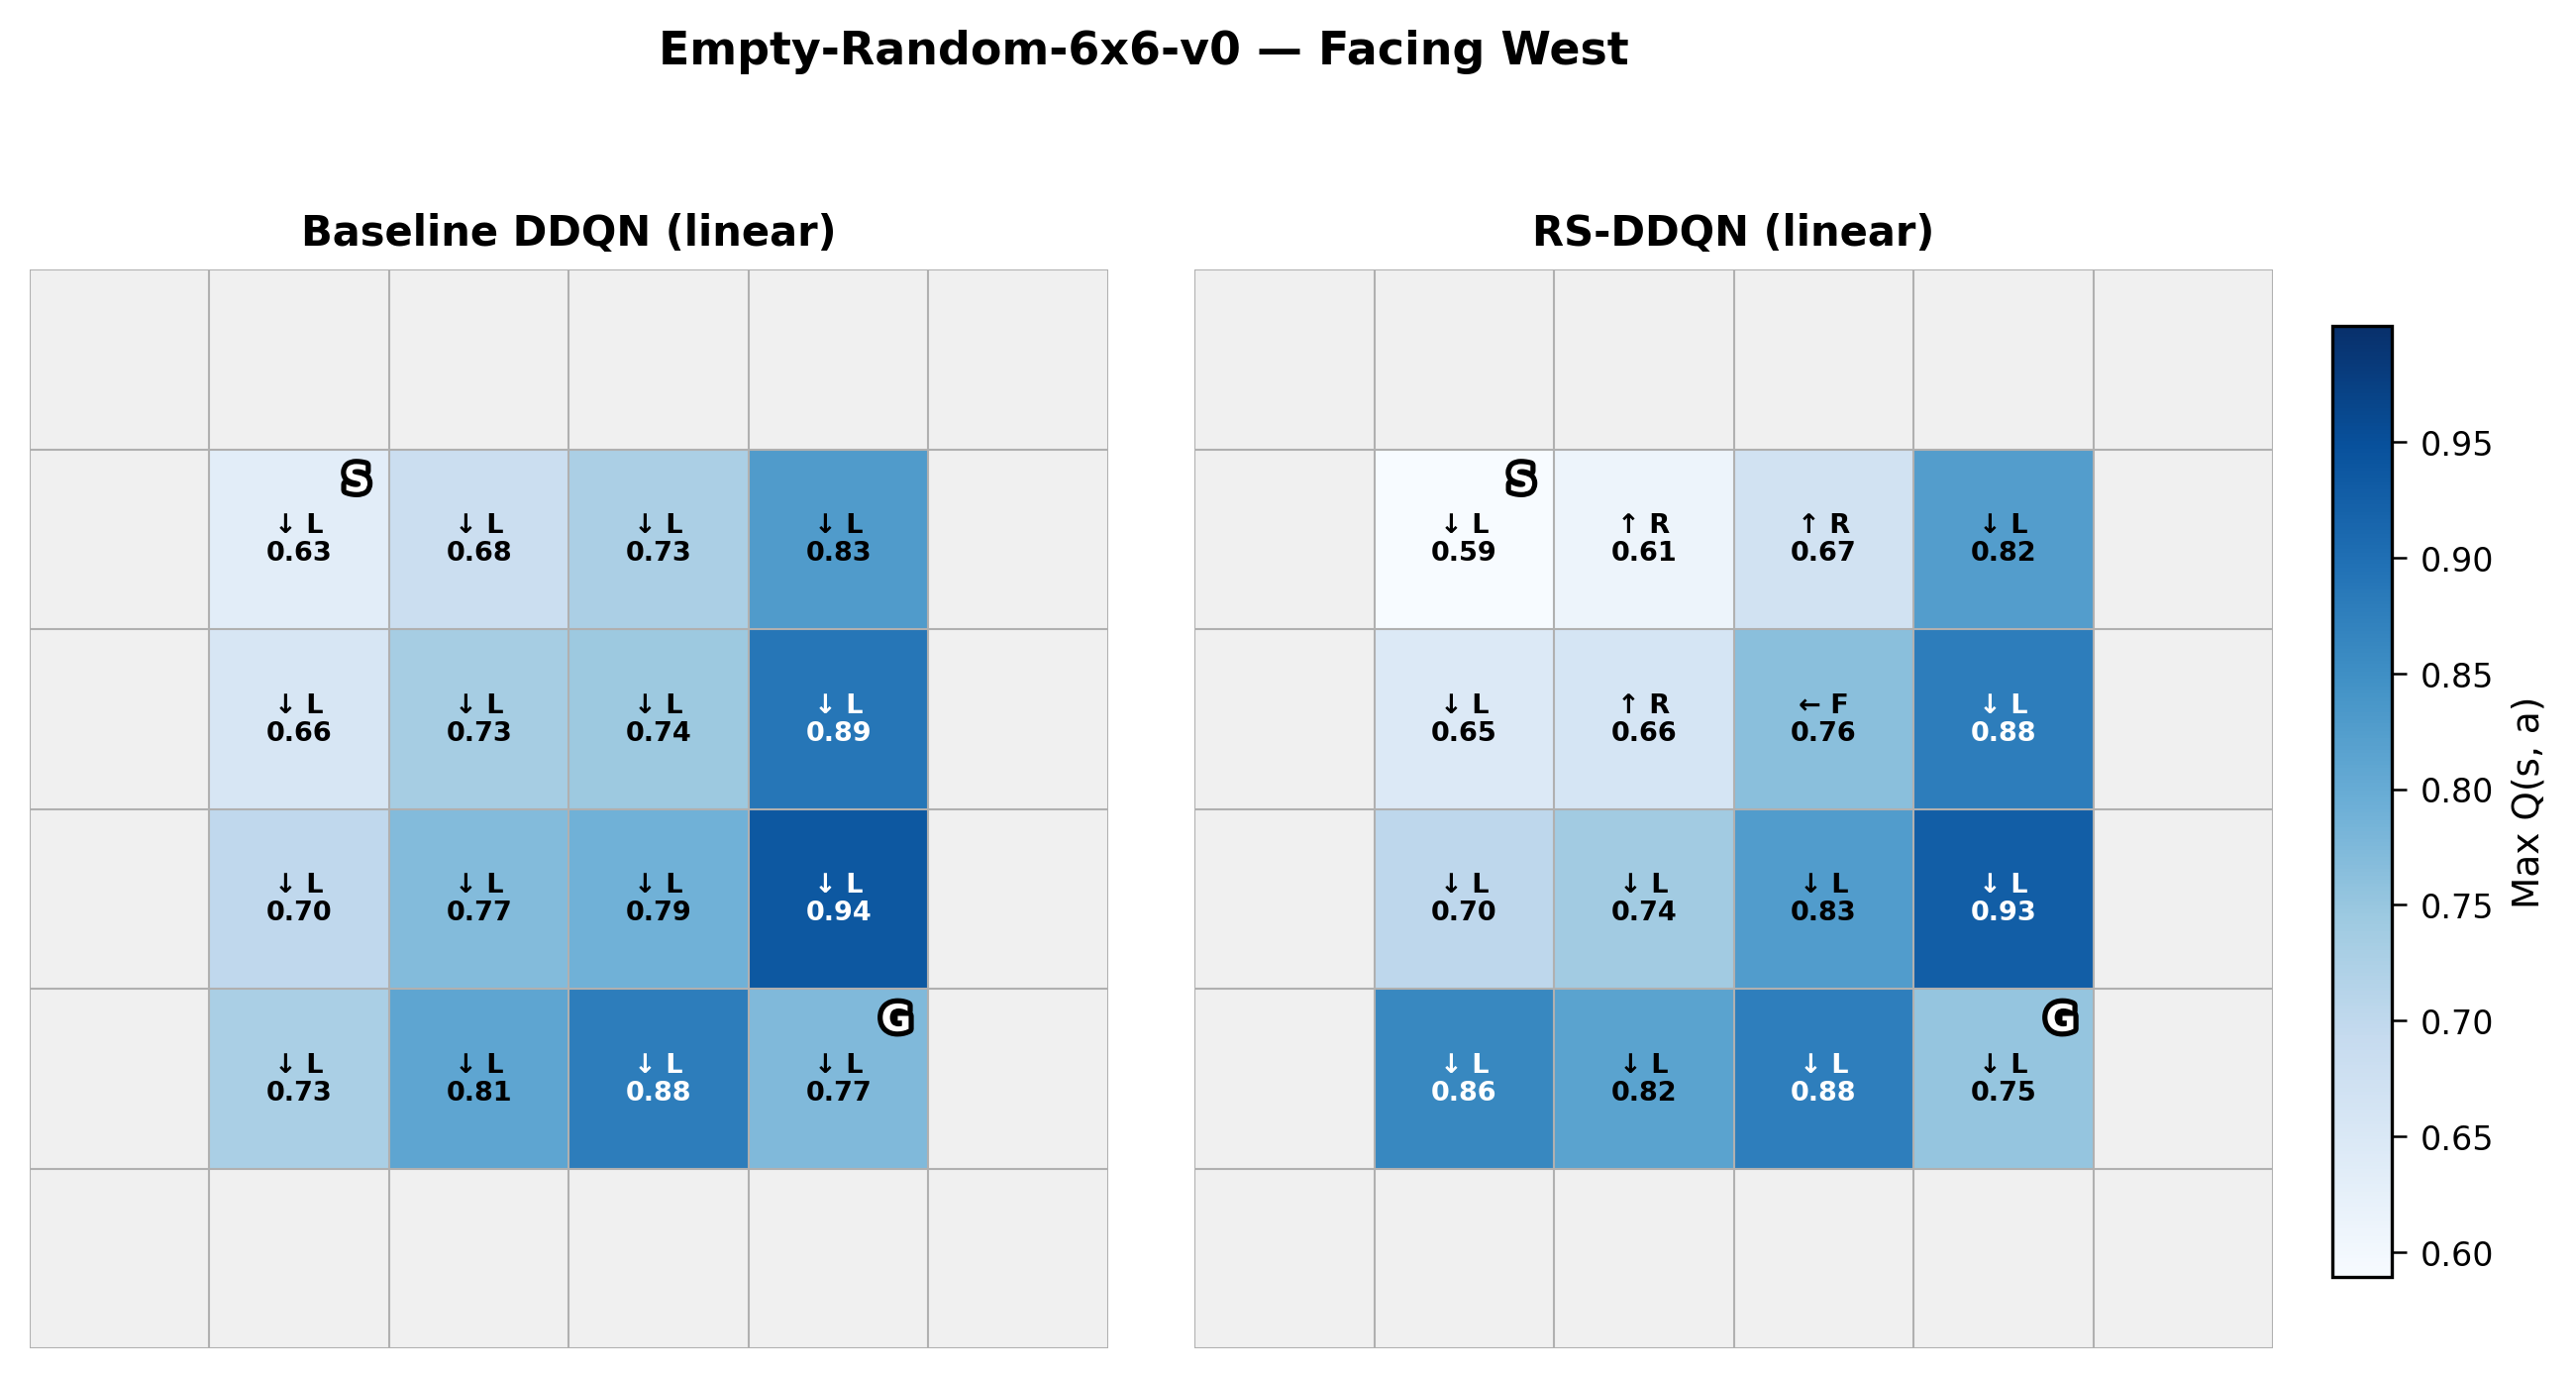 Empty-Random-6x6-v0 — Facing West
Baseline DDQN (linear)
S
↓ L
0.63
↓ L
0.68
↓ L
0.73
↓ L
0.83
↓ L
0.66
↓ L
0.73
↓ L
0.74
↓ L
0.89
↓ L
0.70
↓ L
0.77
↓ L
0.79
↓ L
0.94
↓ L
0.73
↓ L
0.81
↓ L
0.88
G
↓ L
0.77
RS-DDQN (linear)
S
↓ L
0.59
↑ R
0.61
↑ R
0.67
↓ L
0.82
↓ L
0.65
↑ R
0.66
← F
0.76
↓ L
0.88
↓ L
0.70
↓ L
0.74
↓ L
0.83
↓ L
0.93
↓ L
0.86
↓ L
0.82
↓ L
0.88
G
↓ L
0.75
0.95
0.90
0.85
0.80
0.75
0.70
0.65
0.60
Max Q(s, a)